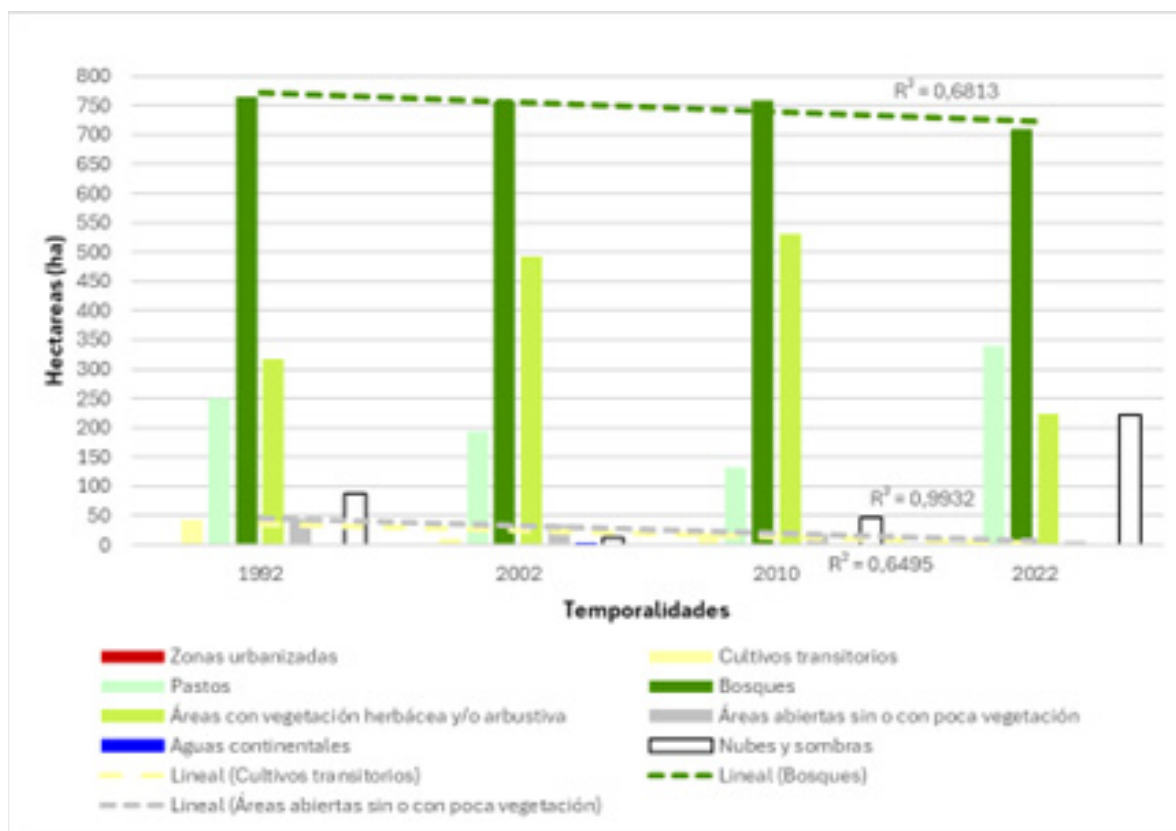 800
750
700
650
600
550
500
450
400
350
300
250
200
150
100
50
0
Hectareas (ha)
R² = 0,6813
R² = 0,9932
R² = 0,6495
1992 2002 2010 2022
Temporalidades
Zonas urbanizadas Cultivos transitorios
Pastos Bosques
Áreas con vegetación herbácea y/o arbustiva Áreas abiertas sin o con poca vegetación
Aguas continentales Nubes y sombras
Lineal (Cultivos transitorios) Lineal (Bosques)
Lineal (Áreas abiertas sin o con poca vegetación)